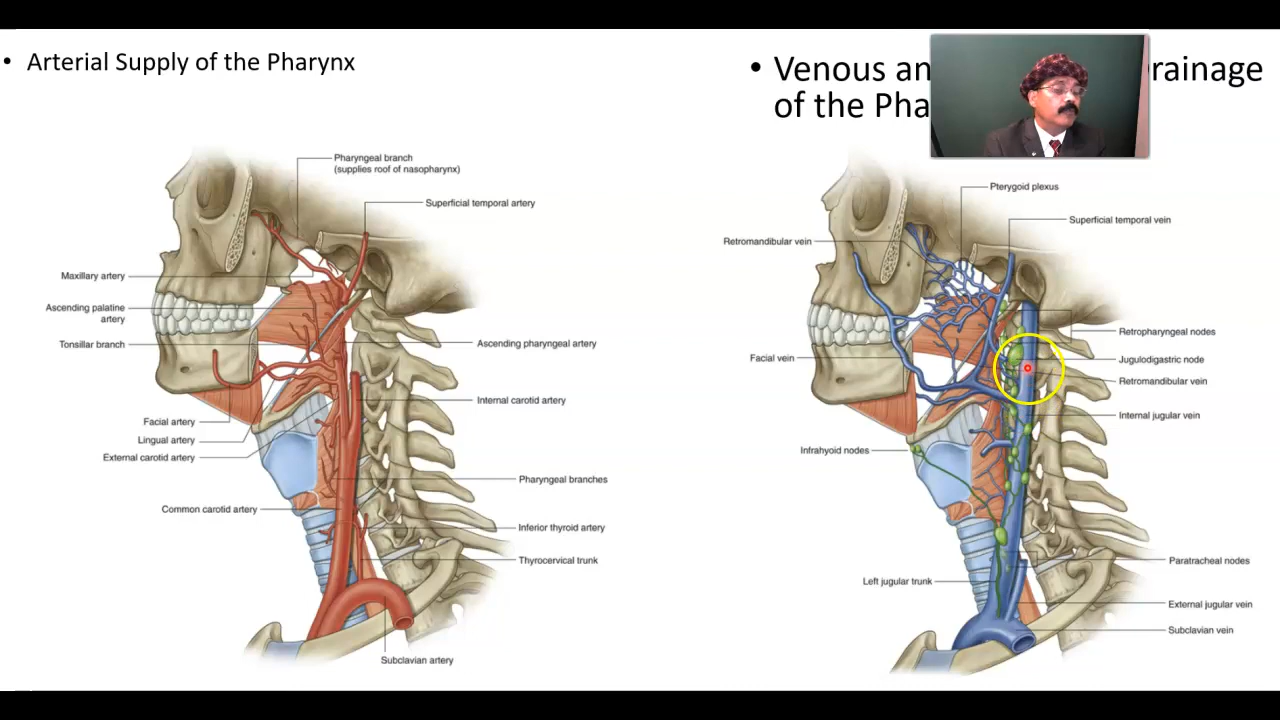 • Arterial Supply of the Pharynx
Pharyngeal branch
(supplies roof of nasopharynx)
Superficial temporal artery
Maxillary artery
Ascending palatine
artery
Tonsillar branch
Ascending pharyngeal artery
Internal carotid artery
Facial artery
Lingual artery
External carotid artery
Pharyngeal branches
Common carotid artery
Inferior thyroid artery
Thyrocervical trunk
Subclavian artery
• Venous an
rainage
of the Pha
Pterygoid plexus
Superficial temporal vein
Retromandibular vein
Retropharyngeal nodes
Facial vein
Jugulodigastric node
Retromandibular vein
Internal jugular vein
Infrahyoid nodes
Paratracheal nodes
Left jugular trunk
External jugular vein
Subclavian vein